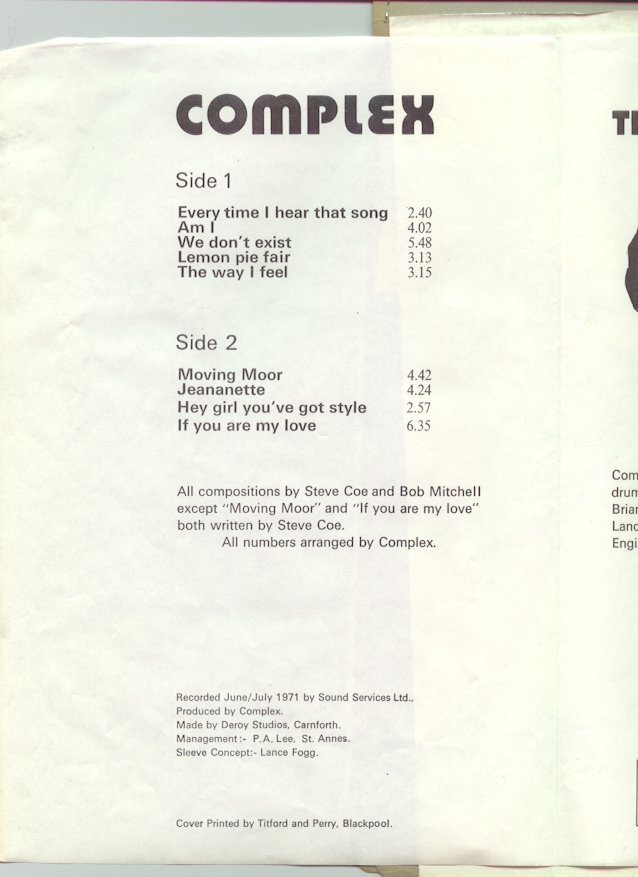 COMPLEX
Side 1
Every time I hear that song 2.40
Am I 4.02
We don't exist 5.48
Lemon pie fair 3.13
The way I feel 3.15
Side 2
Moving Moor 4.42
Jeananette 4.24
Hey girl you've got style 2.57
If you are my love 6.35
All compositions by Steve Coe and Bob Mitchell
except “Moving Moor” and “If you are my love”
both written by Steve Coe.
All numbers arranged by Complex.
Recorded June/July 1971 by Sound Services Ltd.,
Produced by Complex.
Made by Deroy Studios, Carnforth.
Management:- P.A. Lee, St. Annes.
Sleeve Concept:- Lance Fogg.
Cover Printed by Titford and Perry, Blackpool.